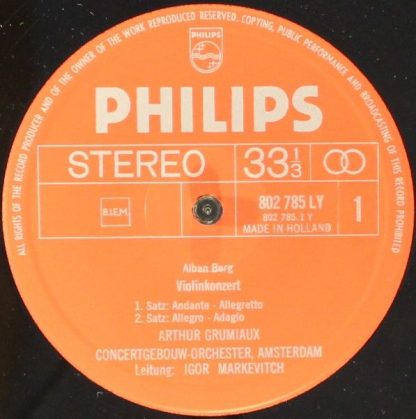 ALL RIGHTS OF THE RECORD PRODUCER AND OF THE OWNER OF THE WORK REPRODUCED RESERVED. COPYING, PUBLIC PERFORMANCE AND BROADCASTING OF THIS RECORD PROHIBITED
PHILIPS
PHILIPS
STEREO 33 1/3
B.I.E.M.
802 785 LY
802 785.1 Y
MADE IN HOLLAND
1
Alban Berg
Violinkonzert
1. Satz: Andante - Allegretto
2. Satz: Allegro - Adagio
ARTHUR GRUMIAUX
CONCERTGEBOUW-ORCHESTER, AMSTERDAM
Leitung: IGOR MARKEVITCH